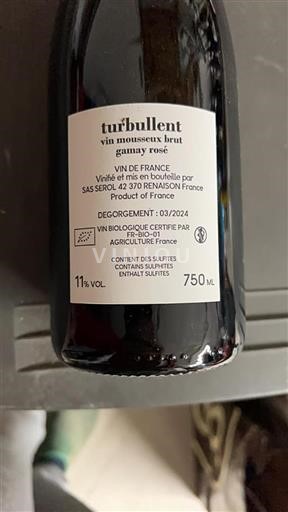 turbullent
vin mousseux brut
gamay rosé
VIN DE FRANCE
Vinifié et mis en bouteille par
SAS SEROL 42 370 RENAISON France
Product of France
DEGORGEMENT : 03/2024
VIN BIOLOGIQUE CERTIFIE PAR
FR-BIO-01
AGRICULTURE France
CONTENT DES SULFITES
CONTAINS SULPHITES
ENTHALT SULFITES
VINIOU
11% VOL.
750 ML